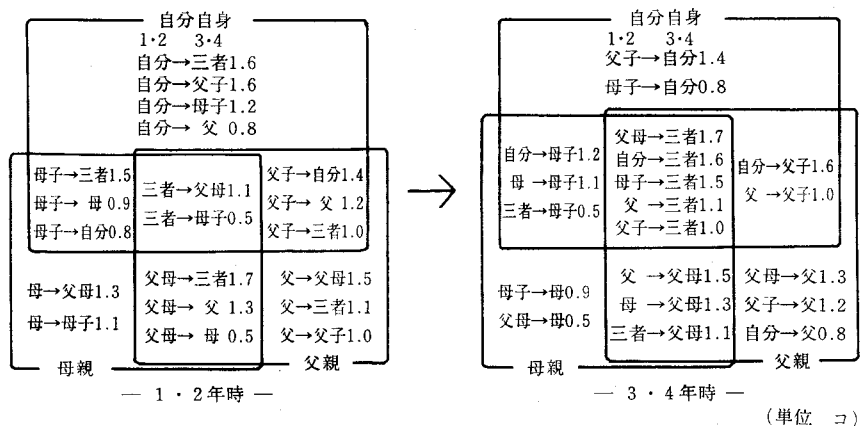 自分自身
1・2 3・4
自分→三者1.6
自分→父子1.6
自分→母子1.2
自分→ 父 0.8
母子→三者1.5
母子→ 母 0.9
母子→自分0.8
三者→父母1.1
三者→母子0.5
父子→自分1.4
父子→ 父 1.2
父子→三者1.0
母→父母1.3
母→母子1.1
父母→三者1.7
父母→ 父 1.3
父母→ 母 0.5
父→父母1.5
父→三者1.1
父→父子1.0
母親
父親
― 1・2年時 ―
→
自分自身
1・2 3・4
父子→自分1.4
母子→自分0.8
自分→母子1.2
母 →母子1.1
三者→母子0.5
父母→三者1.7
自分→三者1.6
母子→三者1.5
父 →三者1.1
父子→三者1.0
自分→父子1.6
父 →父子1.0
母子→母0.9
父母→母0.5
父 →父母1.5
母 →父母1.3
三者→父母1.1
父母→父1.3
父子→父1.2
自分→父0.8
母親
父親
― 3・4年時 ―
(単位 コ)